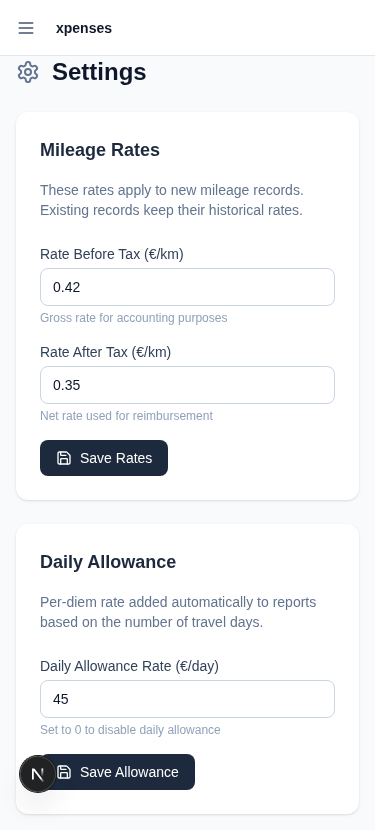 xpenses
Settings
Mileage Rates
These rates apply to new mileage records.
Existing records keep their historical rates.
Rate Before Tax (€/km)
0.42
Gross rate for accounting purposes
Rate After Tax (€/km)
0.35
Net rate used for reimbursement
Save Rates
Daily Allowance
Per-diem rate added automatically to reports
based on the number of travel days.
Daily Allowance Rate (€/day)
45
Set to 0 to disable daily allowance
N
Save Allowance